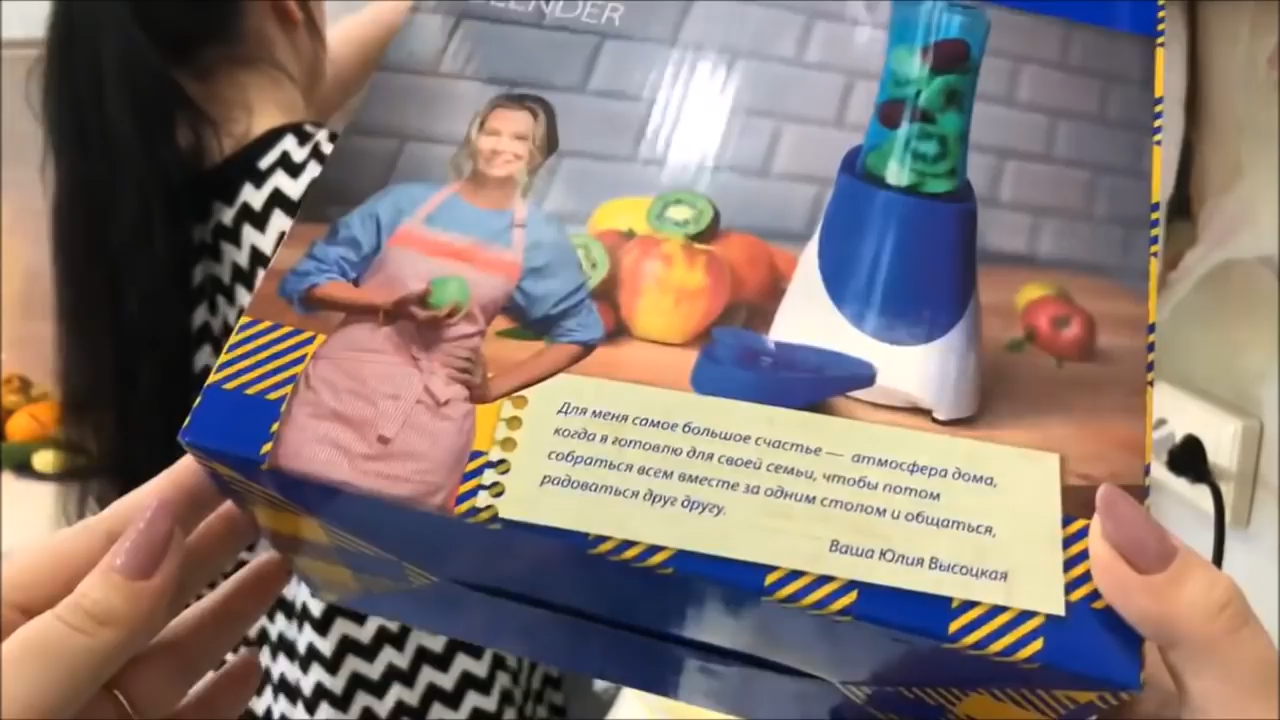 BLENDER
Для меня самое большое счастье — атмосфера дома,
когда я готовлю для своей семьи, чтобы потом
собраться всем вместе за одним столом и общаться,
радоваться друг другу.
Ваша Юлия Высоцкая